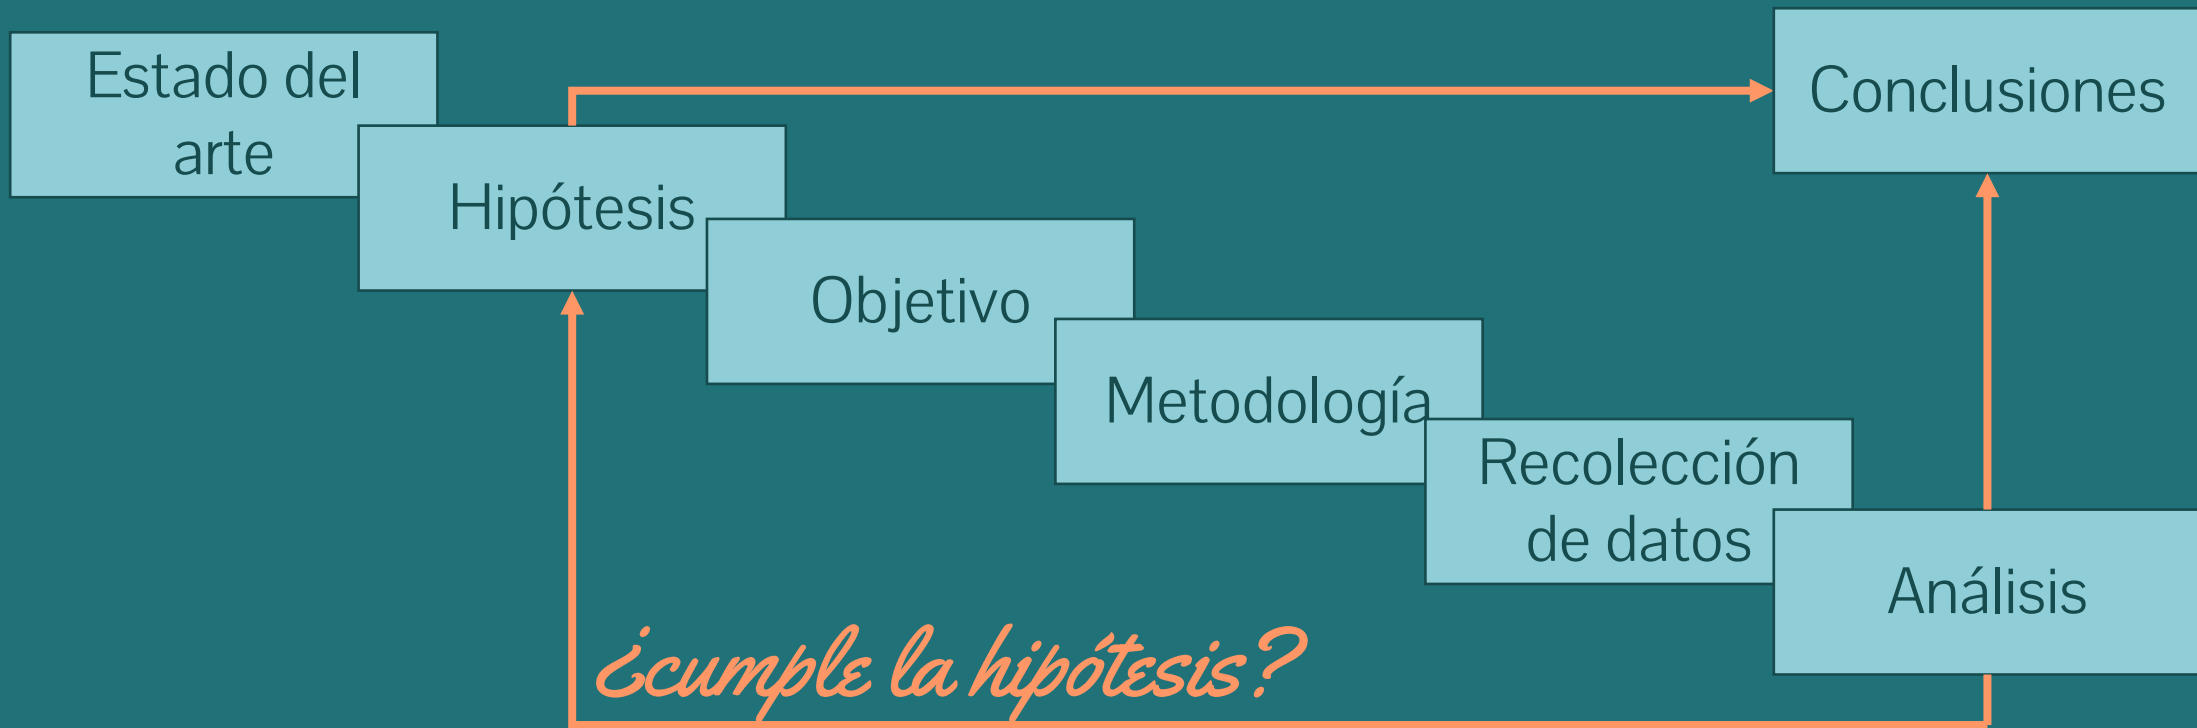 Estado del
arte
Hipótesis
Objetivo
Metodología
Recolección
de datos
Análisis
Conclusiones
¿cumple la hipótesis?